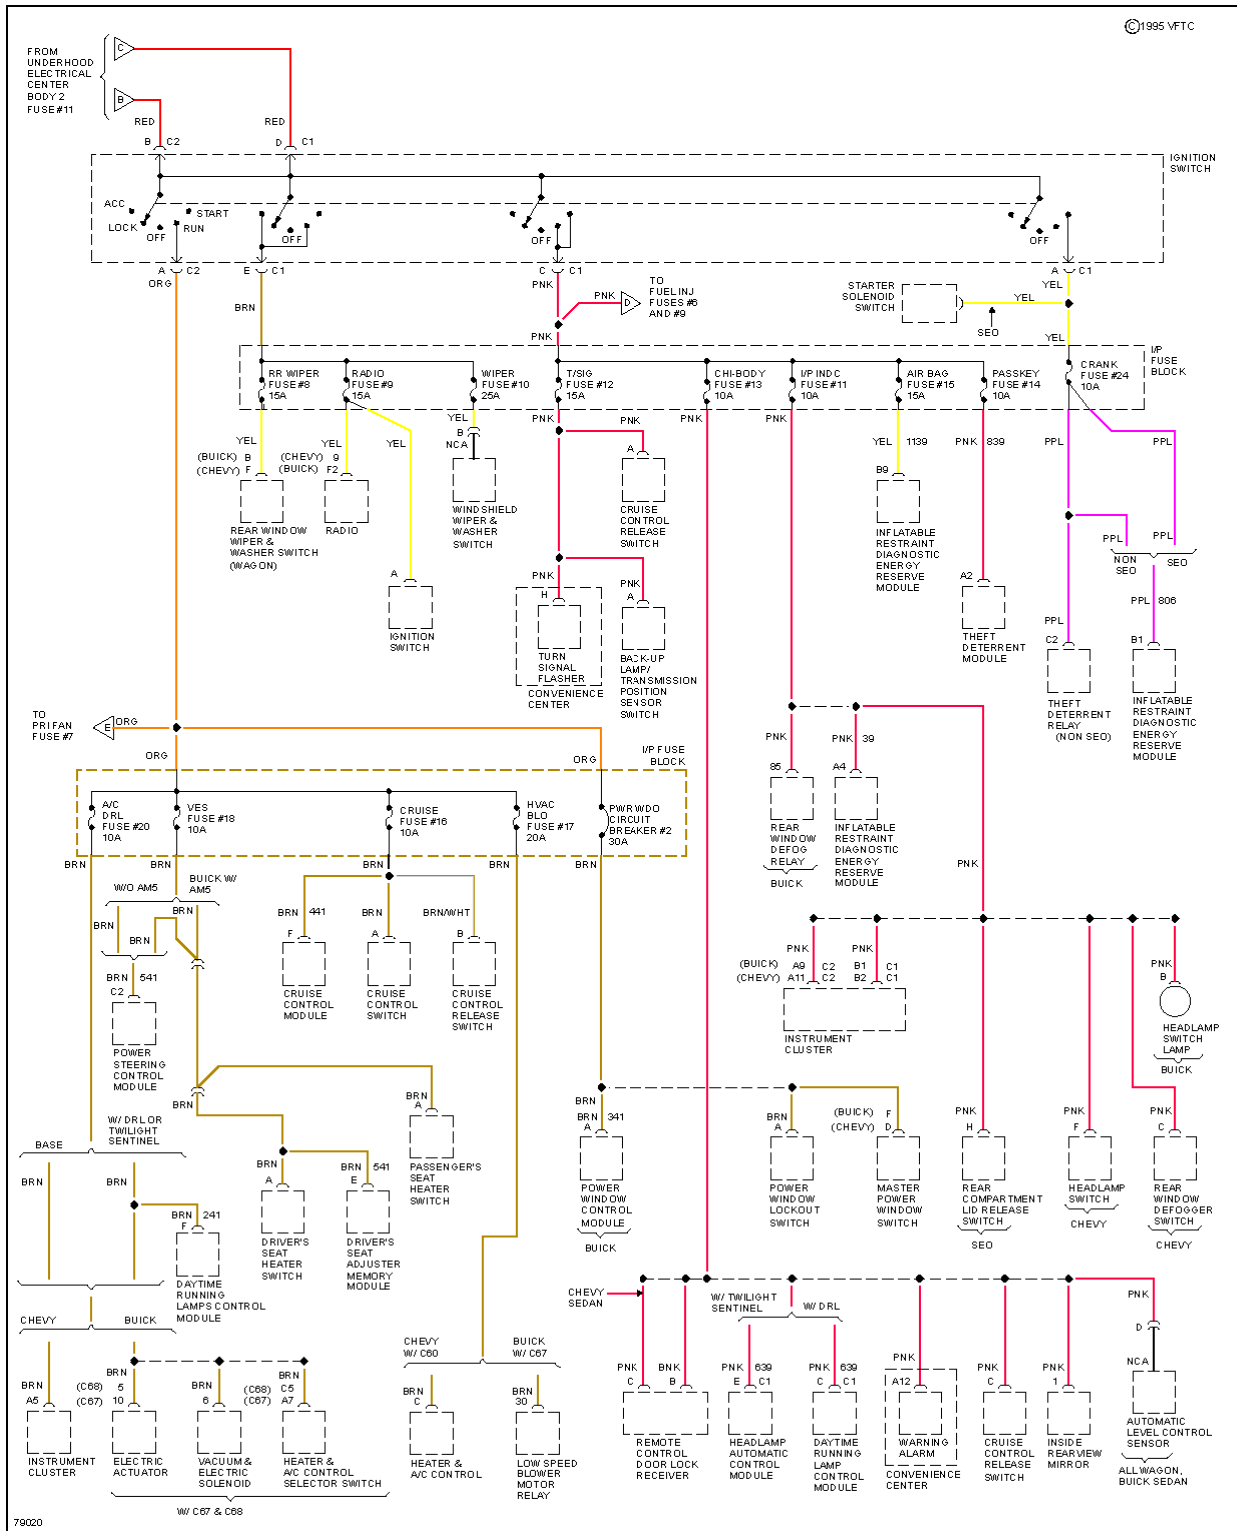 ©1995 VFTC
FROM
UNDERHOOD
ELECTRICAL
CENTER
BODY 2
FUSE #11
C
B
RED
RED
B C2
D C1
IGNITION
SWITCH
ACC
LOCK
OFF
START
RUN
OFF
OFF
OFF
A C2
E C1
C C1
A C1
ORG
BRN
PNK
PNK
D
TO
FUEL INJ
FUSES #6
AND #9
STARTER
SOLENOID
SWITCH
YEL
YEL
SEO
PNK
YEL
I/P
FUSE
BLOCK
RR WIPER
FUSE #8
15A
RADIO
FUSE #9
15A
WIPER
FUSE #10
25A
T/SIG
FUSE #12
15A
CHI-BODY
FUSE #13
10A
I/P INDC
FUSE #11
10A
AIR BAG
FUSE #15
15A
PASSKEY
FUSE #14
10A
CRANK
FUSE #24
10A
YEL
(BUICK) B
(CHEVY) F
REAR WINDOW
WIPER &
WASHER SWITCH
(WAGON)
YEL
(CHEVY) 9
(BUICK) F2
RADIO
YEL
A
IGNITION
SWITCH
YEL
B
NCA
WINDSHIELD
WIPER &
WASHER
SWITCH
PNK
PNK
A
CRUISE
CONTROL
RELEASE
SWITCH
PNK
H
TURN
SIGNAL
FLASHER
CONVENIENCE
CENTER
PNK
A
BACK-UP
LAMP/
TRANSMISSION
POSITION
SENSOR
SWITCH
PNK
PNK
YEL 1139
B9
INFLATABLE
RESTRAINT
DIAGNOSTIC
ENERGY
RESERVE
MODULE
PNK 839
A2
THEFT
DETERRENT
MODULE
PPL
PPL
PPL
NON
SEO
PPL
SEO
PPL
C2
THEFT
DETERRENT
RELAY
(NON SEO)
PPL 806
B1
INFLATABLE
RESTRAINT
DIAGNOSTIC
ENERGY
RESERVE
MODULE
TO
PRI FAN
FUSE #7
E
ORG
ORG
ORG
I/P FUSE
BLOCK
A/C
DRL
FUSE #20
10A
VES
FUSE #18
10A
CRUISE
FUSE #16
10A
HVAC
BLO
FUSE #17
20A
PWR WDO
CIRCUIT
BREAKER #2
30A
PNK
85
REAR
WINDOW
DEFOG
RELAY
BUICK
PNK 39
A4
INFLATABLE
RESTRAINT
DIAGNOSTIC
ENERGY
RESERVE
MODULE
PNK
BRN
BRN
BRN
BRN
BRN
W/O AM5
BUICK W/
AM5
BRN
BRN
BRN
BRN 541
C2
POWER
STEERING
CONTROL
MODULE
BRN 441
F
CRUISE
CONTROL
MODULE
BRN
A
CRUISE
CONTROL
SWITCH
BRN/WHT
B
CRUISE
CONTROL
RELEASE
SWITCH
PNK
PNK
(BUICK) A9 C2 B1 C1
(CHEVY) A11 C2 B2 C1
INSTRUMENT
CLUSTER
PNK
B
HEADLAMP
SWITCH
LAMP
BUICK
BRN
BRN
A
PASSENGER'S
SEAT
HEATER
SWITCH
W/ DRL OR
TWILIGHT
SENTINEL
BASE
BRN
BRN
BRN 241
F
DAYTIME
RUNNING
LAMPS CONTROL
MODULE
BRN
A
DRIVER'S
SEAT
HEATER
SWITCH
BRN 541
E
DRIVER'S
SEAT
ADJUSTER
MEMORY
MODULE
BRN
BRN 341
A
POWER
WINDOW
CONTROL
MODULE
BUICK
BRN
A
POWER
WINDOW
LOCKOUT
SWITCH
BRN
(BUICK) F
(CHEVY) D
MASTER
POWER
WINDOW
SWITCH
PNK
H
REAR
COMPARTMENT
LID RELEASE
SWITCH
SEO
PNK
F
HEADLAMP
SWITCH
CHEVY
PNK
C
REAR
WINDOW
DEFOGGER
SWITCH
CHEVY
CHEVY
BUICK
BRN
A5
INSTRUMENT
CLUSTER
BRN
(C68) 5
(C67) 10
ELECTRIC
ACTUATOR
BRN
6
VACUUM &
ELECTRIC
SOLENOID
BRN
(C68) C5
(C67) A7
HEATER &
A/C CONTROL
SELECTOR SWITCH
W/ C67 & C68
CHEVY
W/ C60
BUICK
W/ C67
BRN
C
HEATER &
A/C CONTROL
BRN
30
LOW SPEED
BLOWER
MOTOR
RELAY
CHEVY
SEDAN
W/ TWILIGHT
SENTINEL
W/ DRL
PNK
C
BNK
B
REMOTE
CONTROL
DOOR LOCK
RECEIVER
PNK 639
E C1
HEADLAMP
AUTOMATIC
CONTROL
MODULE
PNK 639
C C1
DAYTIME
RUNNING
LAMP
CONTROL
MODULE
PNK
A12
WARNING
ALARM
CONVENIENCE
CENTER
PNK
C
CRUISE
CONTROL
RELEASE
SWITCH
PNK
1
INSIDE
REARVIEW
MIRROR
PNK
D
NCA
AUTOMATIC
LEVEL CONTROL
SENSOR
ALL WAGON,
BUICK SEDAN
79020